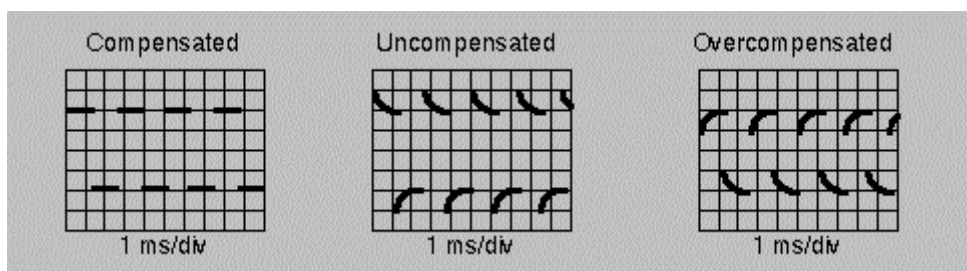 Compensated
Uncompensated
Overcompensated
1 ms/div
1 ms/div
1 ms/div